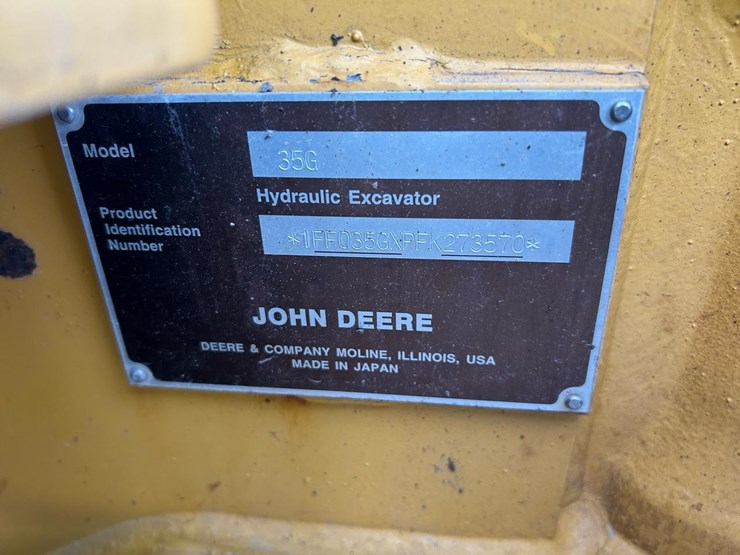 Model
35G
Hydraulic Excavator
Product
Identification
Number
*1FF035GXPFK273570*
JOHN DEERE
DEERE & COMPANY MOLINE, ILLINOIS, USA
MADE IN JAPAN